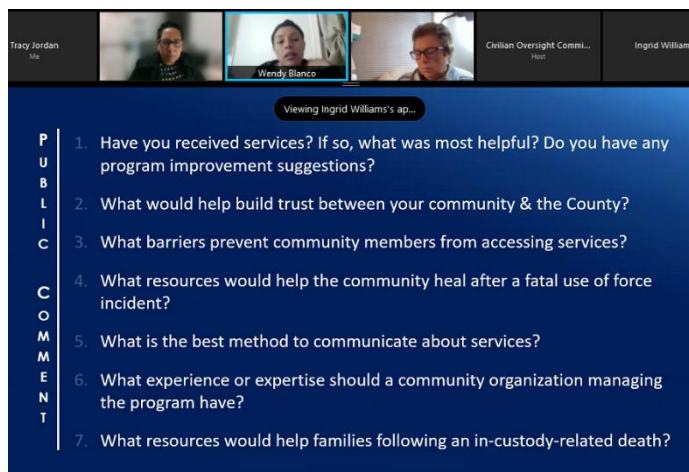 Tracy Jordan
Me
Wendy Blanco
Civilian Oversight Commi...
Host
Ingrid William
Viewing Ingrid Williams's ap...
PUBLIC COMMENT
1. Have you received services? If so, what was most helpful? Do you have any
program improvement suggestions?
2. What would help build trust between your community & the County?
3. What barriers prevent community members from accessing services?
4. What resources would help the community heal after a fatal use of force
incident?
5. What is the best method to communicate about services?
6. What experience or expertise should a community organization managing
the program have?
7. What resources would help families following an in-custody-related death?